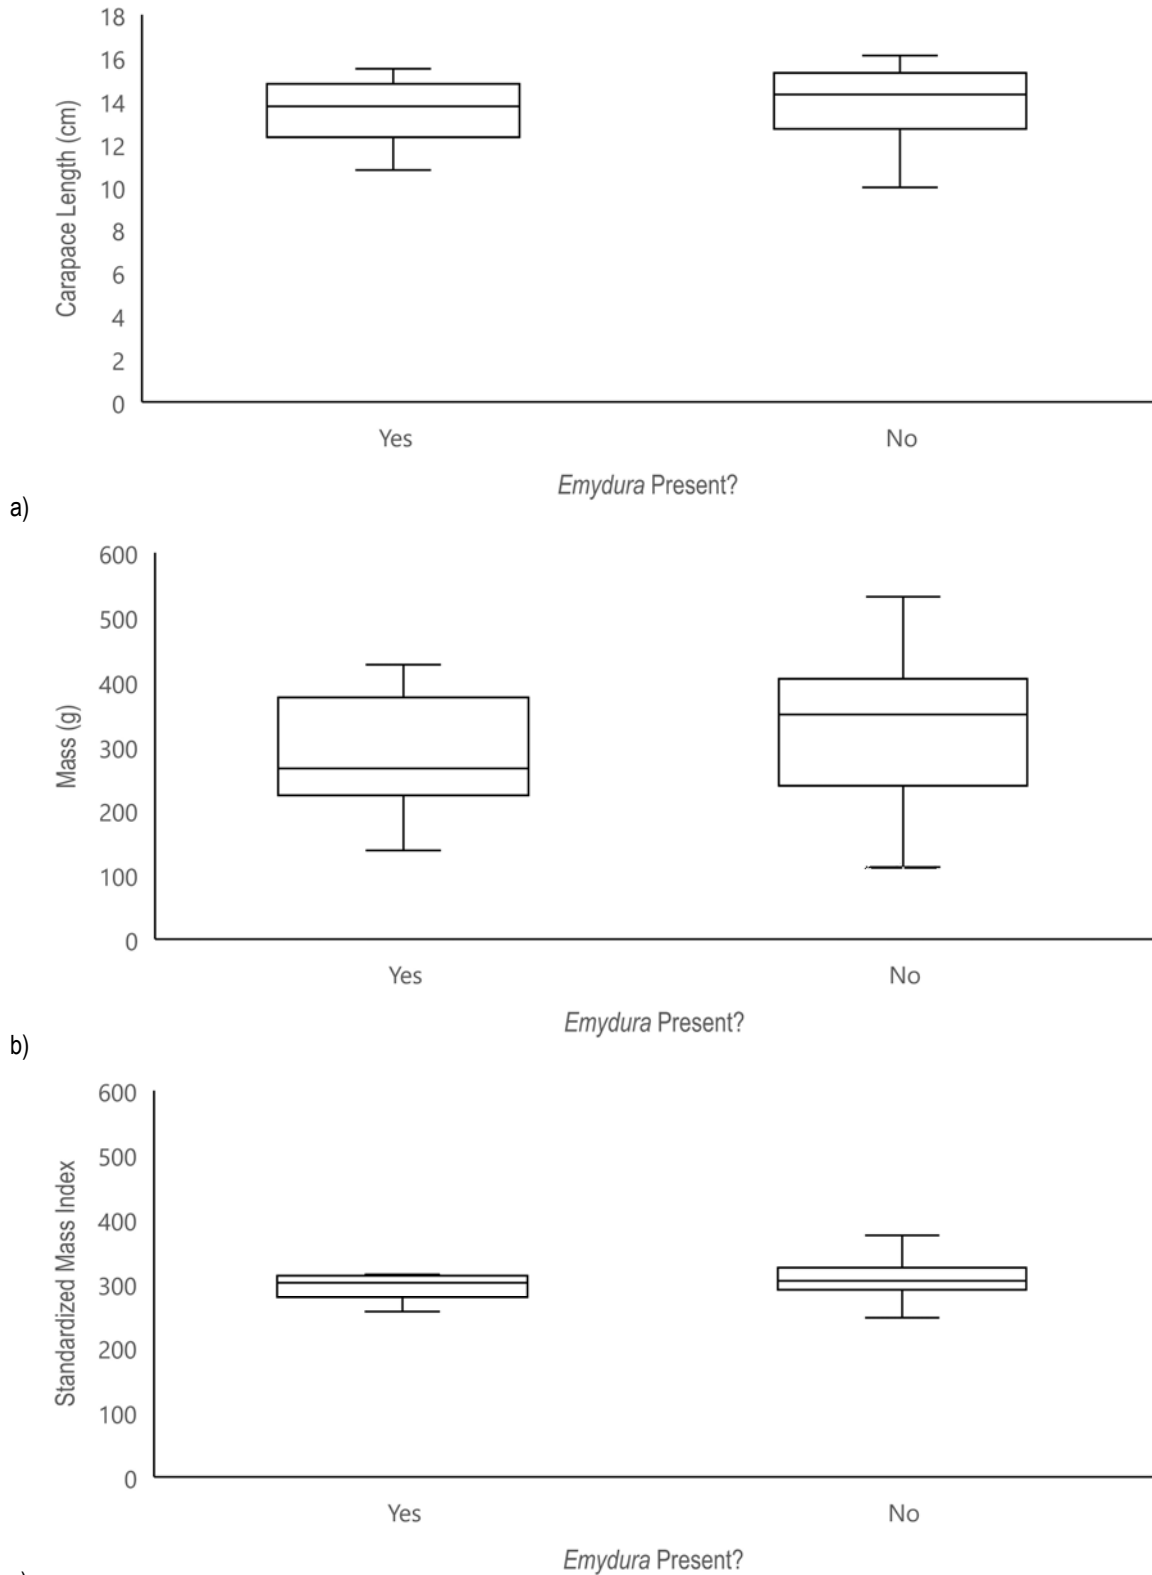 18
16
14
12
10
8
6
4
2
0
Carapace Length (cm)
Yes No
Emydura Present?
a)
600
500
400
300
200
100
0
Mass (g)
Yes No
Emydura Present?
b)
600
500
400
300
200
100
0
Standardized Mass Index
Yes No
Emydura Present?